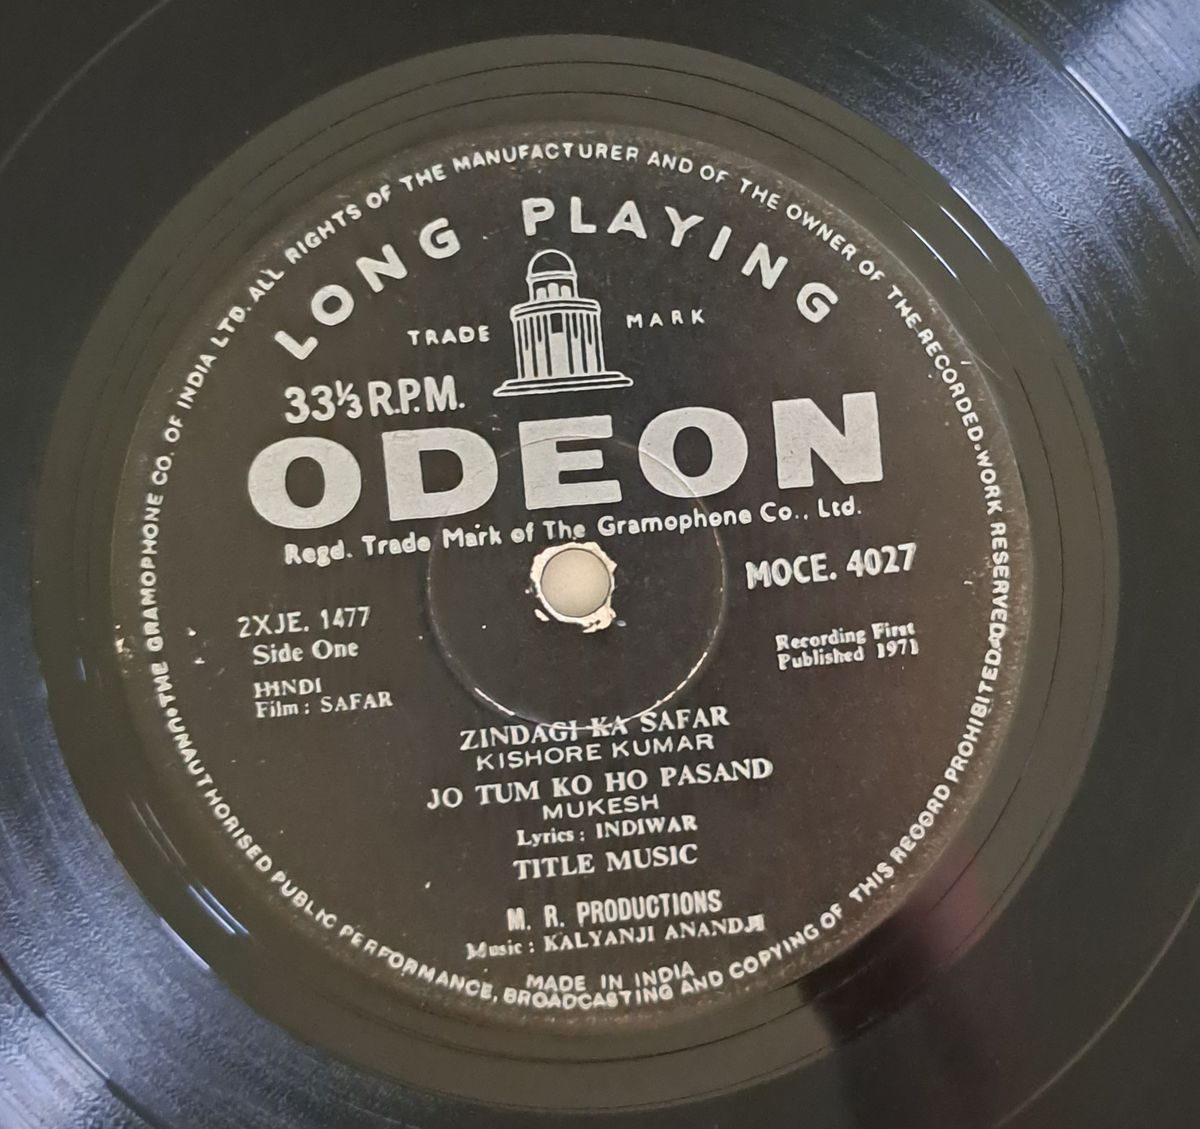 THE GRAMOPHONE CO. OF INDIA LTD. ALL RIGHTS OF THE MANUFACTURER AND OF THE OWNER OF THE RECORDED WORK RESERVED
UNAUTHORISED PUBLIC PERFORMANCE, BROADCASTING AND COPYING OF THIS RECORD PROHIBITED
LONG PLAYING
TRADE MARK
33⅓ R.P.M.
ODEON
Regd. Trade Mark of The Gramophone Co., Ltd.
MOCE. 4027
2XJE. 1477
Side One
Recording First
Published 1971
HINDI
Film : SAFAR
ZINDAGI KA SAFAR
KISHORE KUMAR
JO TUM KO HO PASAND
MUKESH
Lyrics : INDIWAR
TITLE MUSIC
M. R. PRODUCTIONS
Music : KALYANJI ANANDJI
MADE IN INDIA